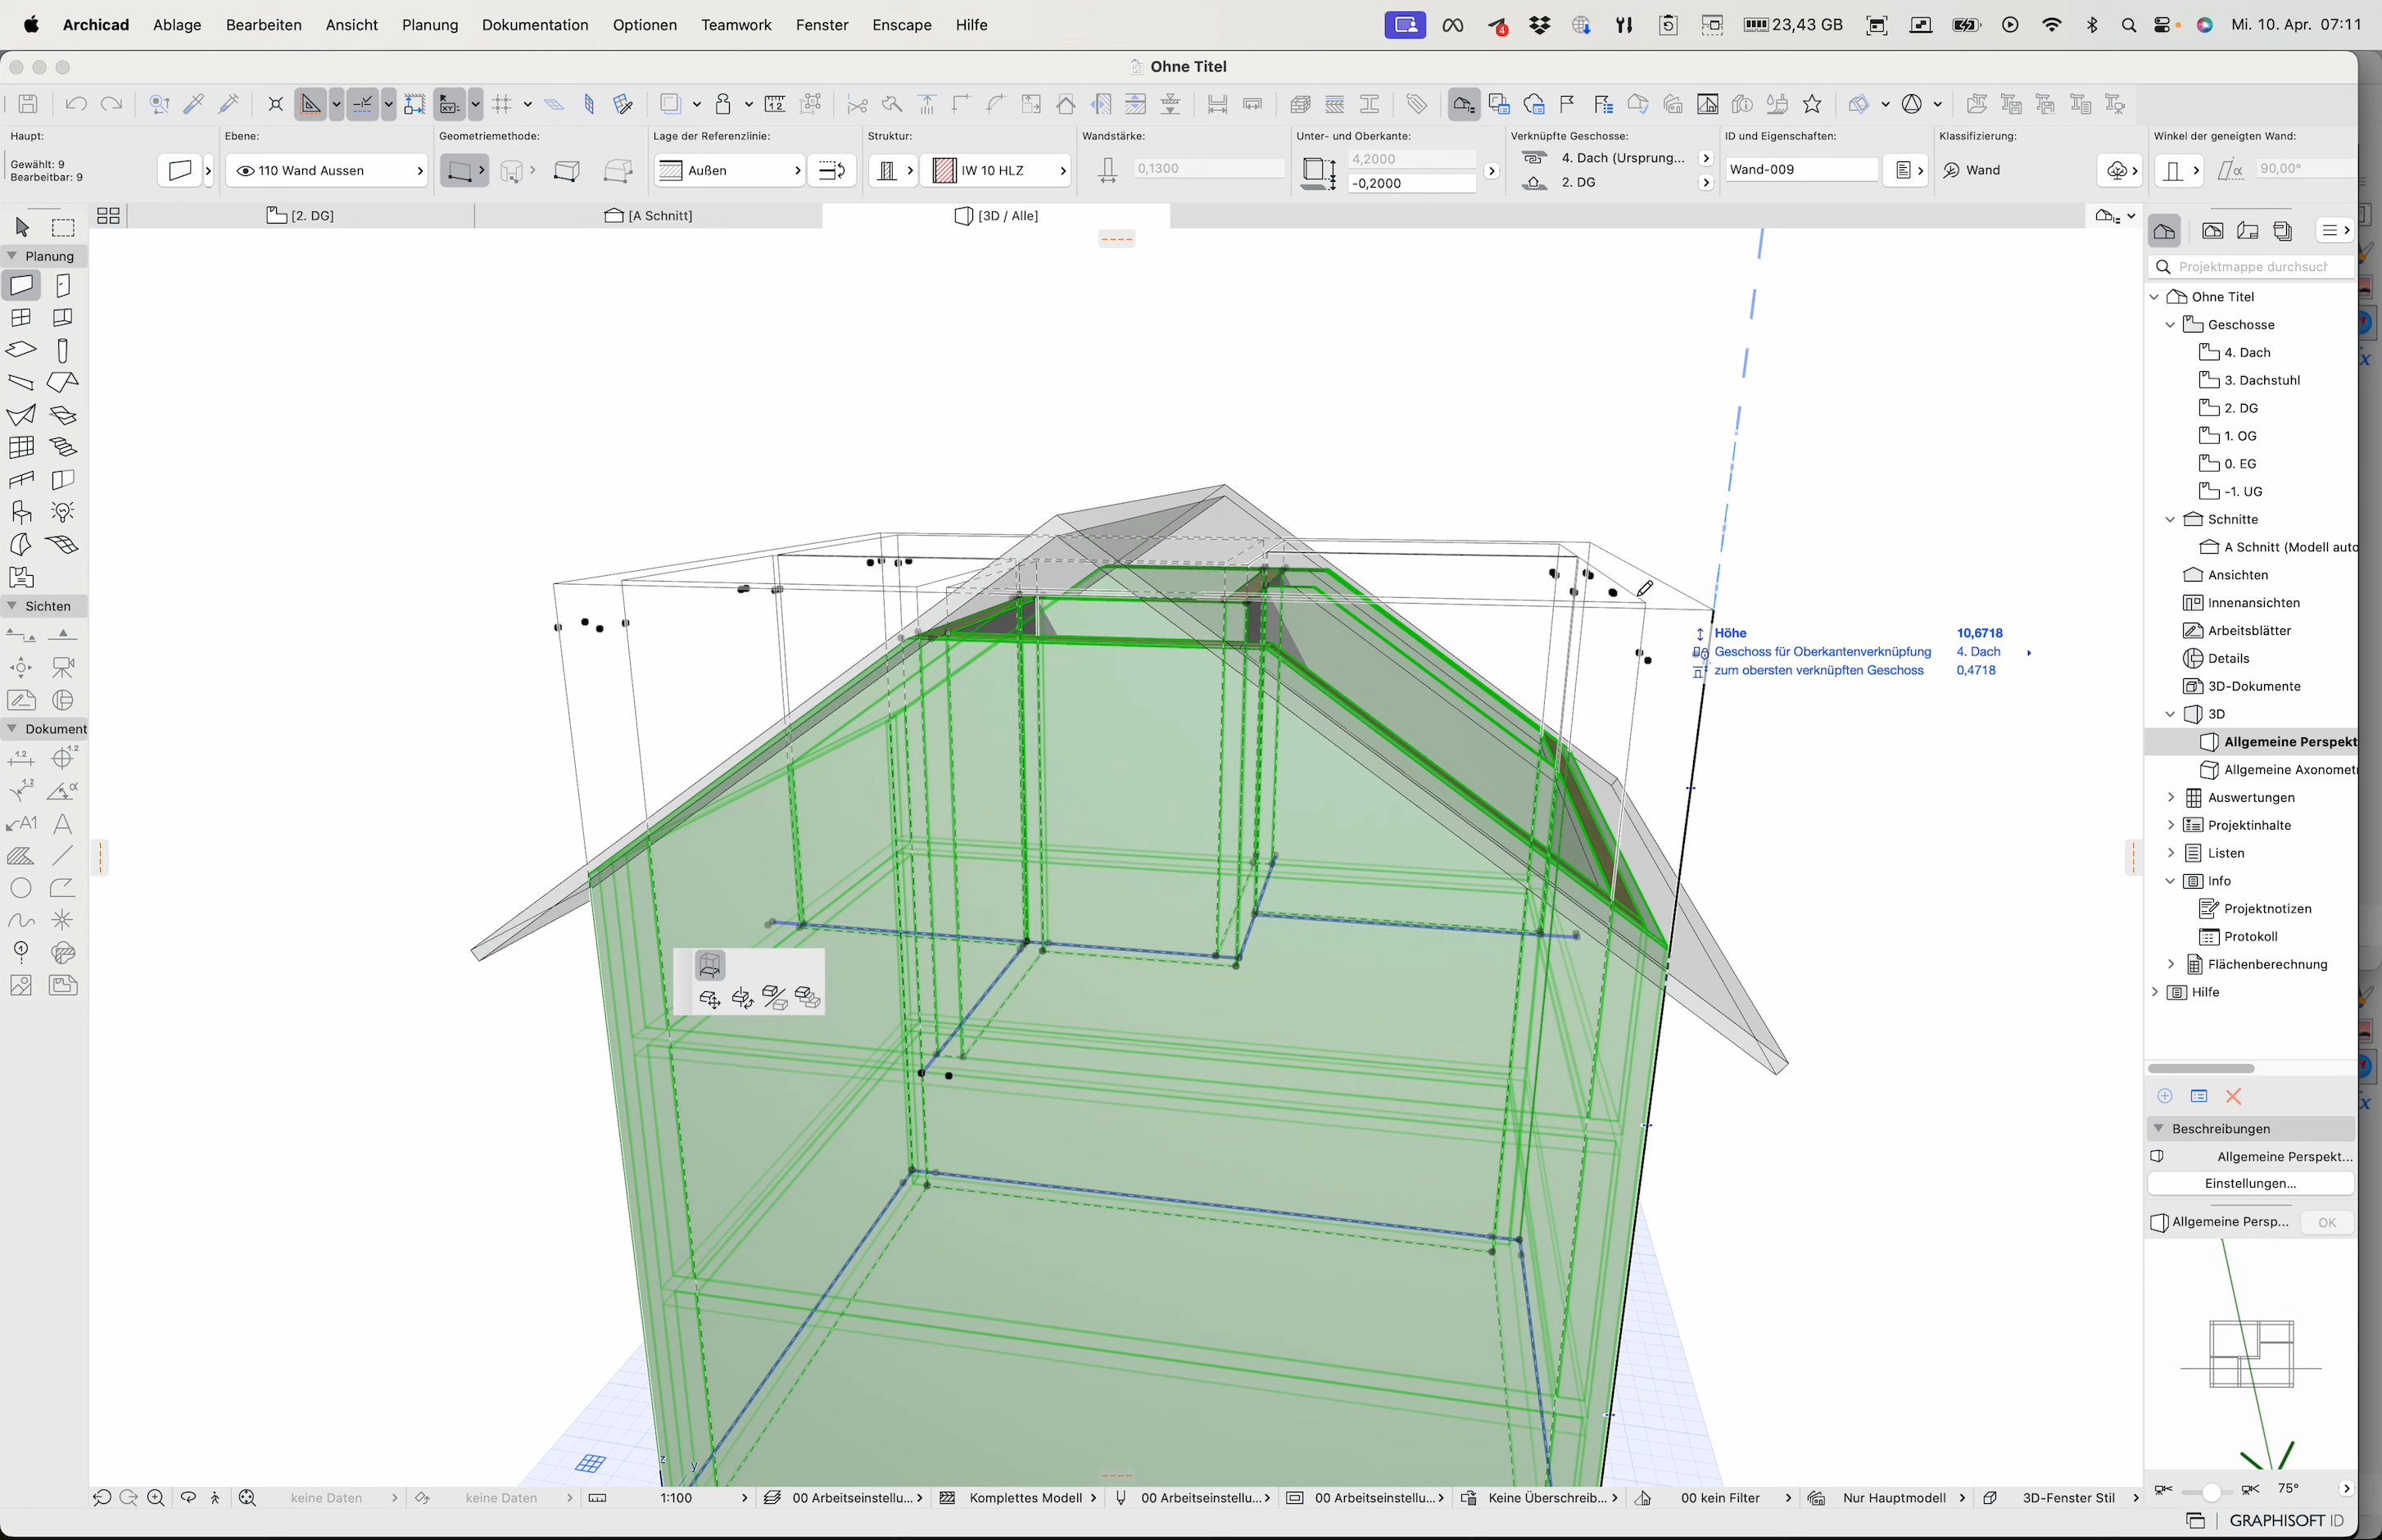 Archicad Ablage Bearbeiten Ansicht Planung Dokumentation Optionen Teamwork Fenster Enscape Hilfe
4 23,43 GB Mi. 10. Apr. 07:11
Ohne Titel
Haupt:
Gewählt: 9
Bearbeitbar: 9
Ebene:
110 Wand Aussen
Geometriemethode:
Lage der Referenzlinie:
Außen
Struktur:
IW 10 HLZ
Wandstärke:
0,1300
Unter- und Oberkante:
4,2000
-0,2000
Verknüpfte Geschosse:
4. Dach (Ursprung...
2. DG
ID und Eigenschaften:
Wand-009
Klassifizierung:
Wand
Winkel der geneigten Wand:
90,00°
[2. DG] [A Schnitt] [3D / Alle]
Planung
Sichten
Dokument
Höhe 10,6718
Geschoss für Oberkantenverknüpfung 4. Dach
zum obersten verknüpften Geschoss 0,4718
z y
Projektmappe durchsuch
Ohne Titel
Geschosse
4. Dach
3. Dachstuhl
2. DG
1. OG
0. EG
-1. UG
Schnitte
A Schnitt (Modell auto
Ansichten
Innenansichten
Arbeitsblätter
Details
3D-Dokumente
3D
Allgemeine Perspekt
Allgemeine Axonomet
Auswertungen
Projektinhalte
Listen
Info
Projektnotizen
Protokoll
Flächenberechnung
Hilfe
Beschreibungen
Allgemeine Perspekt...
Einstellungen...
Allgemeine Persp... OK
75°
keine Daten keine Daten 1:100 00 Arbeitseinstellu... Komplettes Modell 00 Arbeitseinstellu... 00 Arbeitseinstellu... Keine Überschreib... 00 kein Filter Nur Hauptmodell 3D-Fenster Stil
GRAPHISOFT ID